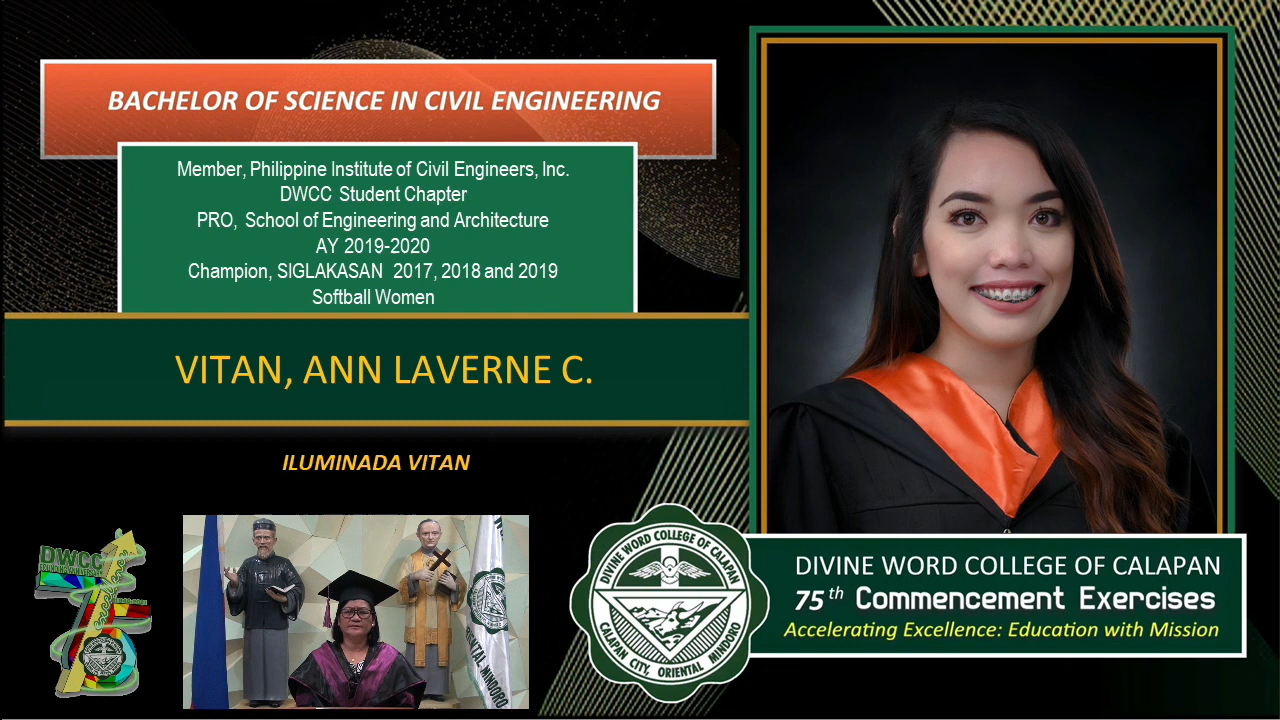 BACHELOR OF SCIENCE IN CIVIL ENGINEERING
Member, Philippine Institute of Civil Engineers, Inc.
DWCC Student Chapter
PRO, School of Engineering and Architecture
AY 2019-2020
Champion, SIGLAKASAN 2017, 2018 and 2019
Softball Women
VITAN, ANN LAVERNE C.
ILUMINADA VITAN
DWCC
75
excellence
DIVINE WORD COLLEGE OF CALAPAN
CALAPAN CITY, ORIENTAL MINDORO
DIVINE WORD COLLEGE OF CALAPAN
75th Commencement Exercises
Accelerating Excellence: Education with Mission